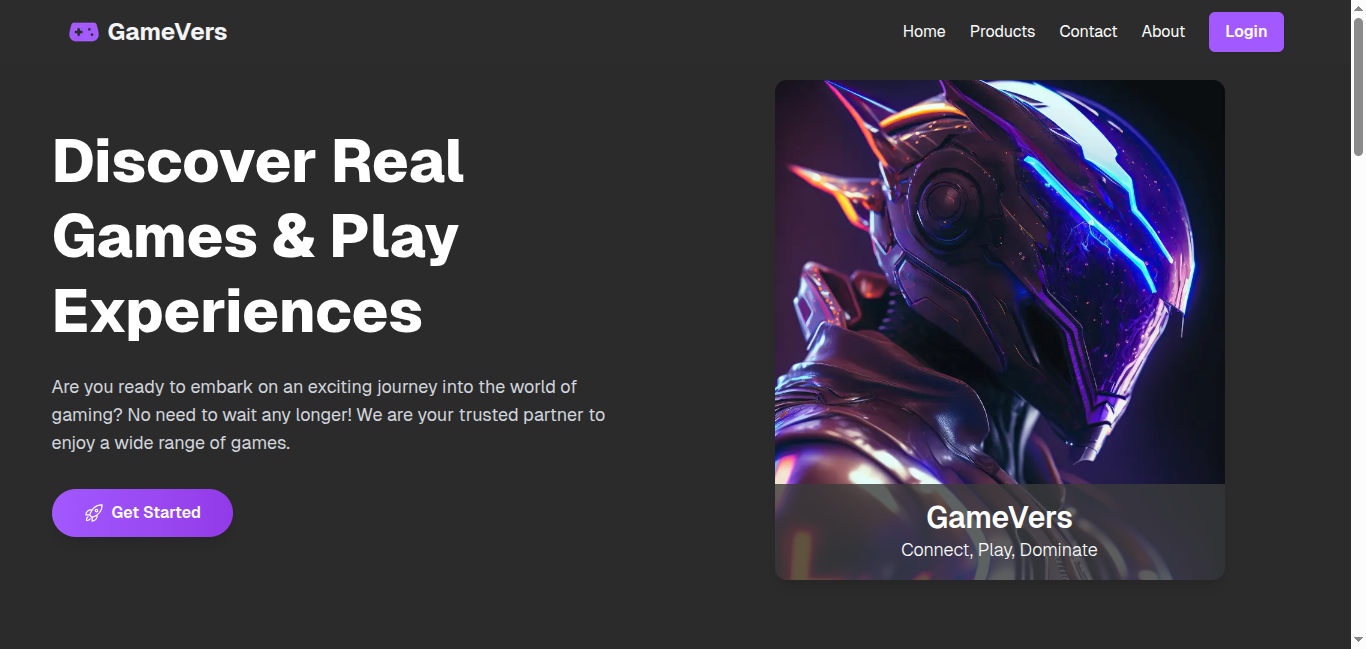 GameVers
Home
Products
Contact
About
Login
Discover Real
Games & Play
Experiences
Are you ready to embark on an exciting journey into the world of
gaming? No need to wait any longer! We are your trusted partner to
enjoy a wide range of games.
Get Started
GameVers
Connect, Play, Dominate